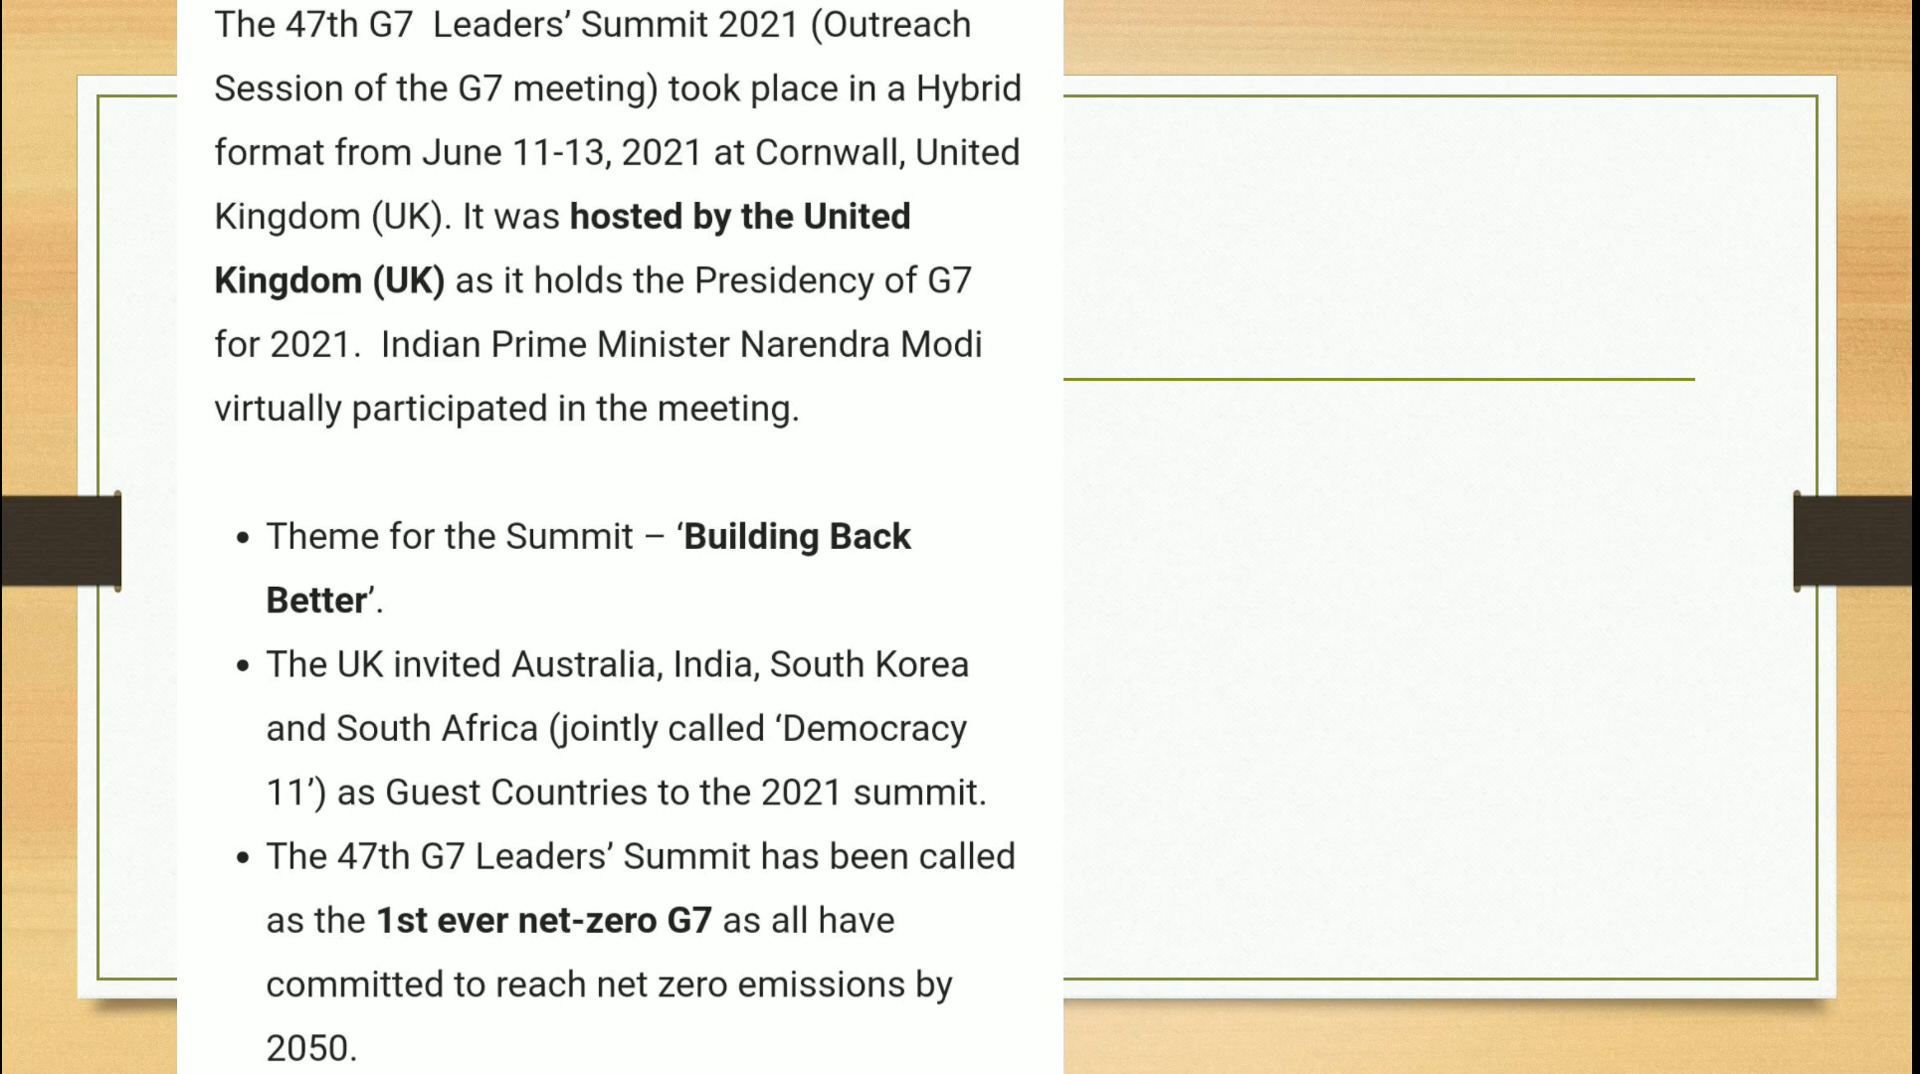 The 47th G7  Leaders’ Summit 2021 (Outreach
Session of the G7 meeting) took place in a Hybrid
format from June 11-13, 2021 at Cornwall, United
Kingdom (UK). It was hosted by the United
Kingdom (UK) as it holds the Presidency of G7
for 2021.  Indian Prime Minister Narendra Modi
virtually participated in the meeting.
• Theme for the Summit – ‘Building Back
Better’.
• The UK invited Australia, India, South Korea
and South Africa (jointly called ‘Democracy
11’) as Guest Countries to the 2021 summit.
• The 47th G7 Leaders’ Summit has been called
as the 1st ever net-zero G7 as all have
committed to reach net zero emissions by
2050.